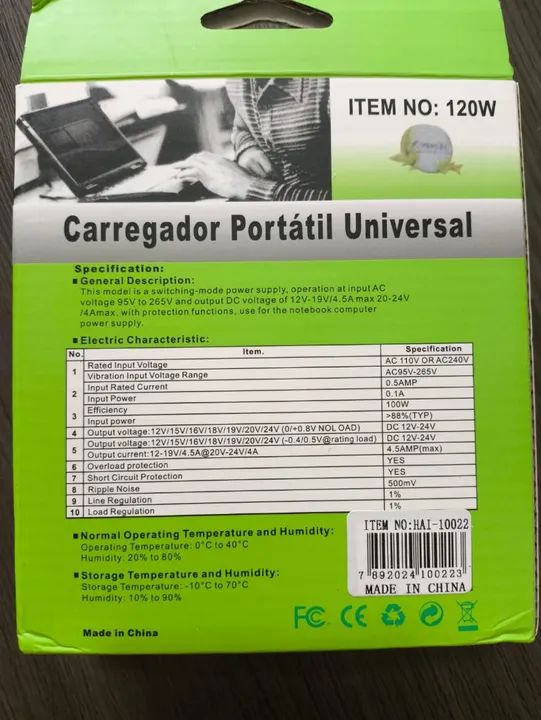 ITEM NO: 120W
Carregador Portátil Universal
Specification:
■ General Description:
This model is a switching-mode power supply, operation at input AC
voltage 95V to 265V and output DC voltage of 12V-19V/4.5A max 20-24V
/4Amax, with protection functions, use for the notebook computer
power supply.
■ Electric Characteristic:
No. Item. Specification
1 Rated Input Voltage AC 110V OR AC240V
Vibration Input Voltage Range AC95V-265V
2 Input Rated Current 0.5AMP
Input Power 0.1A
3 Efficiency 100W
Input power >88%(TYP)
4 Output voltage:12V/15V/16V/18V/19V/20V/24V (0/+0.8V NOL OAD) DC 12V-24V
5 Output voltage:12V/15V/16V/18V/19V/20V/24V (-0.4/0.5V@rating load) DC 12V-24V
Output current:12-19V/4.5A@20V-24V/4A 4.5AMP(max)
6 Overload protection YES
7 Short Circuit Protection YES
8 Ripple Noise 500mV
9 Line Regulation 1%
10 Load Regulation 1%
■ Normal Operating Temperature and Humidity:
Operating Temperature: 0°C to 40°C
Humidity: 20% to 80%
■ Storage Temperature and Humidity:
Storage Temperature: -10°C to 70°C
Humidity: 10% to 90%
Made in China
ITEM NO:HAI-10022
7 892024 100223
MADE IN CHINA
FC CE